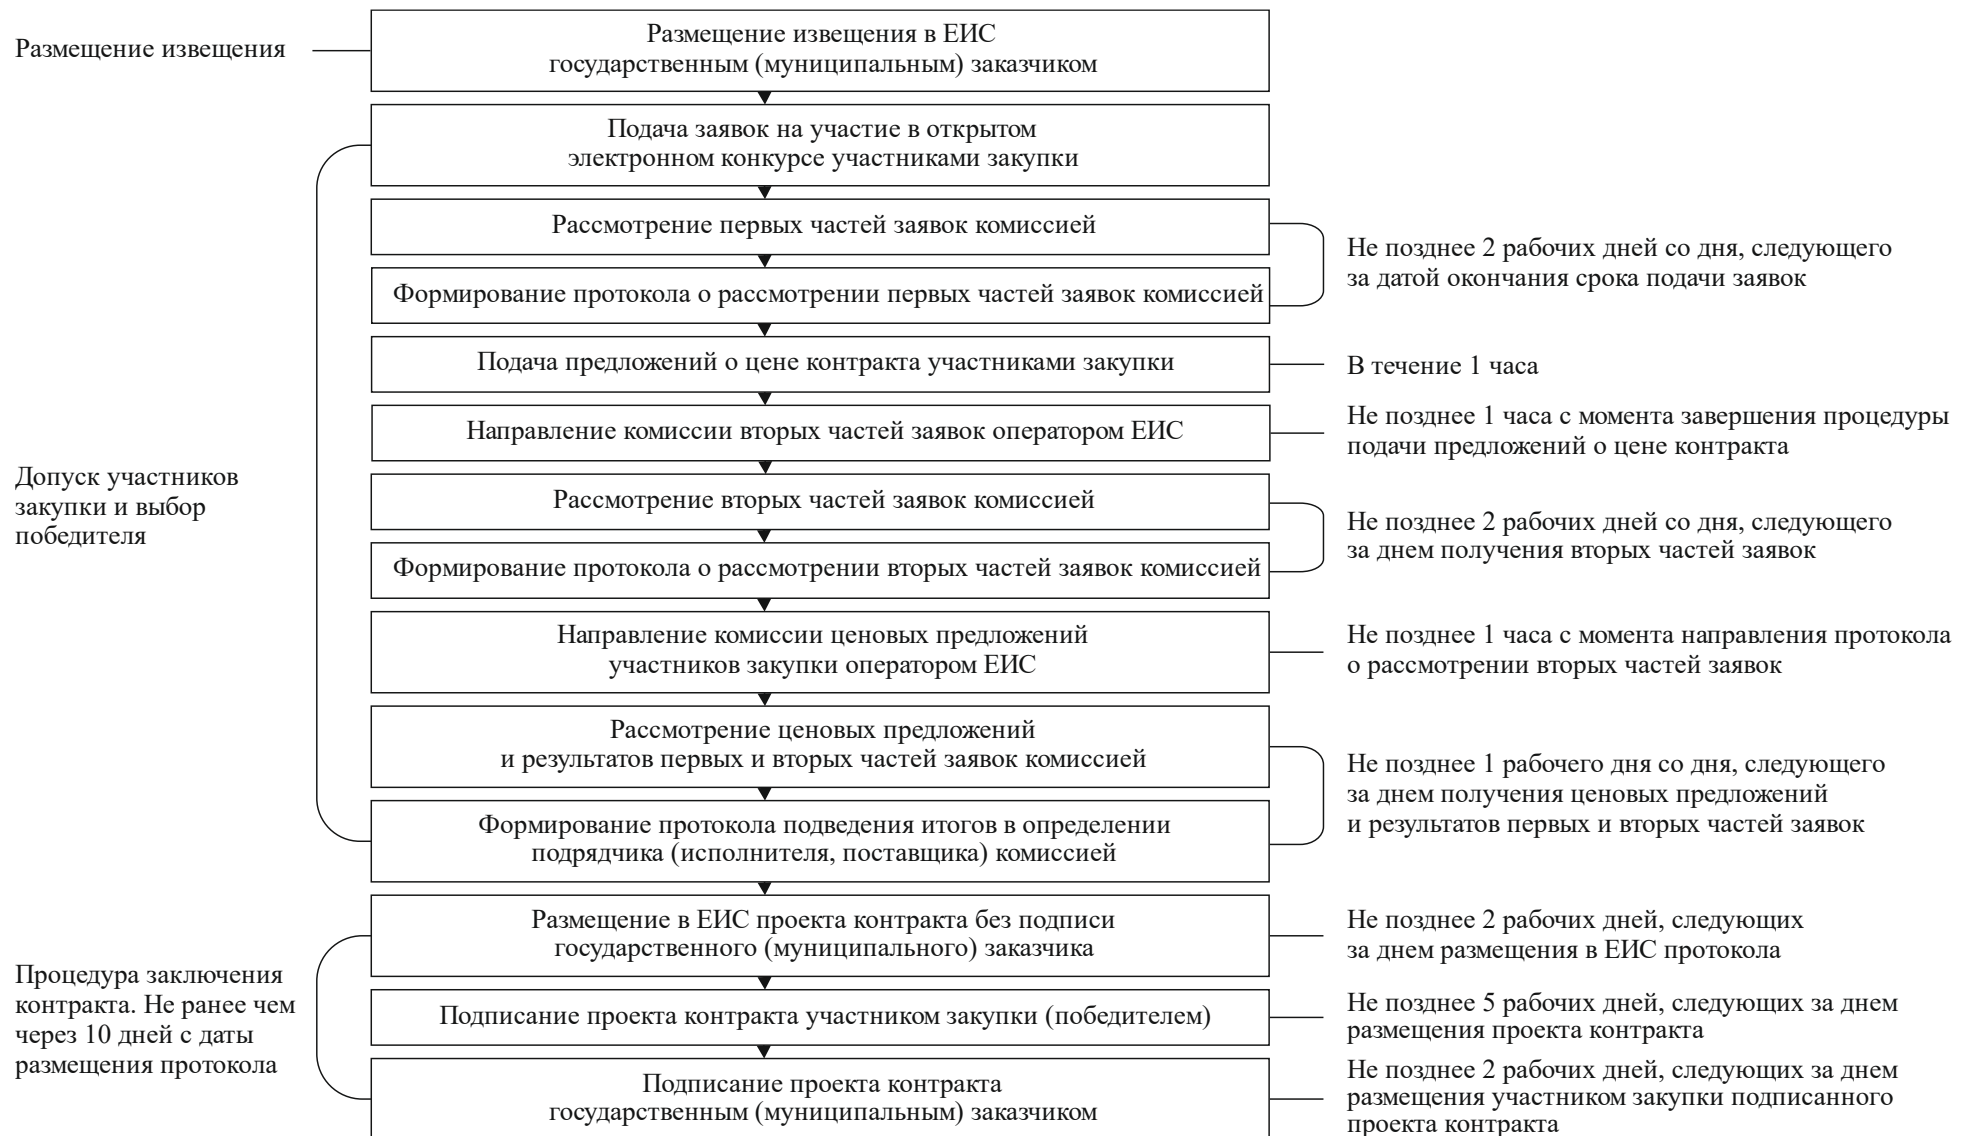 Размещение извещения
Размещение извещения в ЕИС
государственным (муниципальным) заказчиком
Подача заявок на участие в открытом
электронном конкурсе участниками закупки
Рассмотрение первых частей заявок комиссией
Формирование протокола о рассмотрении первых частей заявок комиссией
Не позднее 2 рабочих дней со дня, следующего
за датой окончания срока подачи заявок
Подача предложений о цене контракта участниками закупки
В течение 1 часа
Направление комиссии вторых частей заявок оператором ЕИС
Не позднее 1 часа с момента завершения процедуры
подачи предложений о цене контракта
Допуск участников
закупки и выбор
победителя
Рассмотрение вторых частей заявок комиссией
Формирование протокола о рассмотрении вторых частей заявок комиссией
Не позднее 2 рабочих дней со дня, следующего
за днем получения вторых частей заявок
Направление комиссии ценовых предложений
участников закупки оператором ЕИС
Не позднее 1 часа с момента направления протокола
о рассмотрении вторых частей заявок
Рассмотрение ценовых предложений
и результатов первых и вторых частей заявок комиссией
Формирование протокола подведения итогов в определении
подрядчика (исполнителя, поставщика) комиссией
Не позднее 1 рабочего дня со дня, следующего
за днем получения ценовых предложений
и результатов первых и вторых частей заявок
Размещение в ЕИС проекта контракта без подписи
государственного (муниципального) заказчика
Не позднее 2 рабочих дней, следующих
за днем размещения в ЕИС протокола
Процедура заключения
контракта. Не ранее чем
через 10 дней с даты
размещения протокола
Подписание проекта контракта участником закупки (победителем)
Не позднее 5 рабочих дней, следующих за днем
размещения проекта контракта
Подписание проекта контракта
государственным (муниципальным) заказчиком
Не позднее 2 рабочих дней, следующих за днем
размещения участником закупки подписанного
проекта контракта